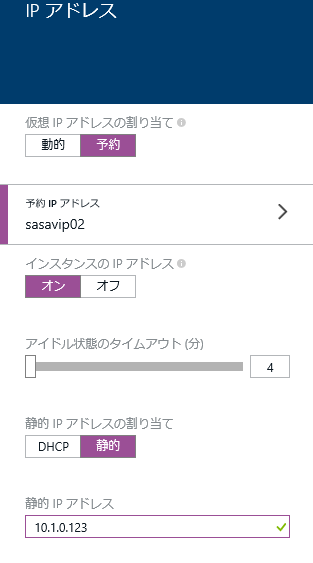 IP アドレス
仮想 IP アドレスの割り当て
動的 予約
予約 IP アドレス
sasavip02
インスタンスの IP アドレス
オン オフ
アイドル状態のタイムアウト (分)
4
静的 IP アドレスの割り当て
DHCP 静的
静的 IP アドレス
10.1.0.123